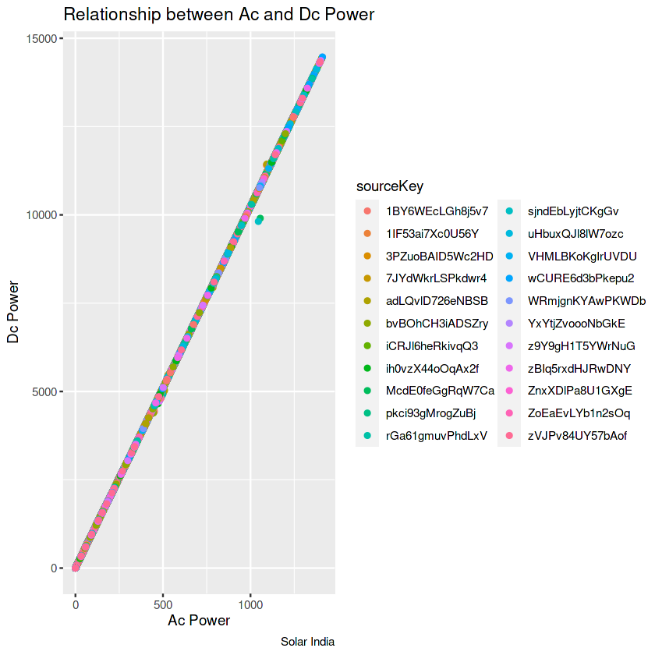 Relationship between Ac and Dc Power
15000
10000
5000
0
Dc Power
0 500 1000
Ac Power
Solar India
sourceKey
1BY6WEcLGh8j5v7
1IF53ai7Xc0U56Y
3PZuoBAID5Wc2HD
7JYdWkrLSPkdwr4
adLQvlD726eNBSB
bvBOhCH3iADSZry
iCRJl6heRkivqQ3
ih0vzX44oOqAx2f
McdE0feGgRqW7Ca
pkci93gMrogZuBj
rGa61gmuvPhdLxV
sjndEbLyjtCKgGv
uHbuxQJl8lW7ozc
VHMLBKoKgIrUVDU
wCURE6d3bPkepu2
WRmjgnKYAwPKWDb
YxYtjZvoooNbGkE
z9Y9gH1T5YWrNuG
zBIq5rxdHJRwDNY
ZnxXDlPa8U1GXgE
ZoEaEvLYb1n2sOq
zVJPv84UY57bAof